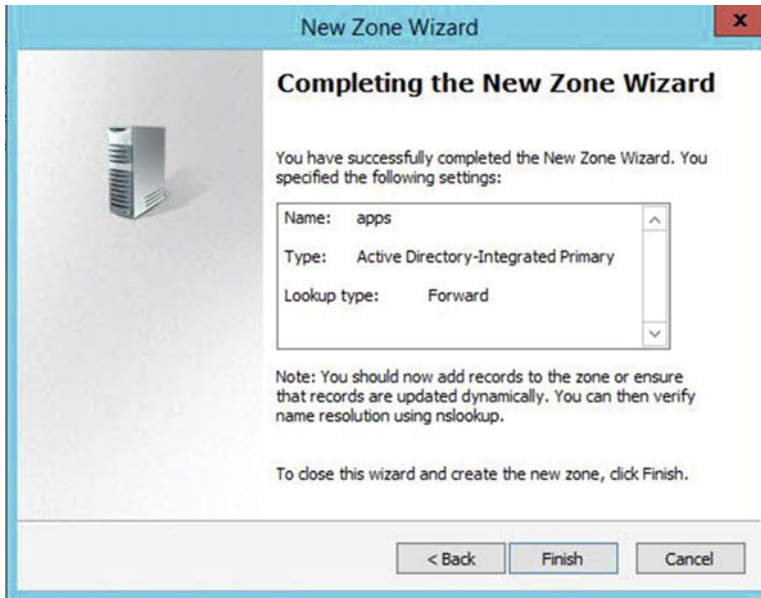 New Zone Wizard
x
Completing the New Zone Wizard
You have successfully completed the New Zone Wizard. You
specified the following settings:
Name: apps
Type: Active Directory-Integrated Primary
Lookup type: Forward
Note: You should now add records to the zone or ensure
that records are updated dynamically. You can then verify
name resolution using nslookup.
To close this wizard and create the new zone, click Finish.
< Back Finish Cancel